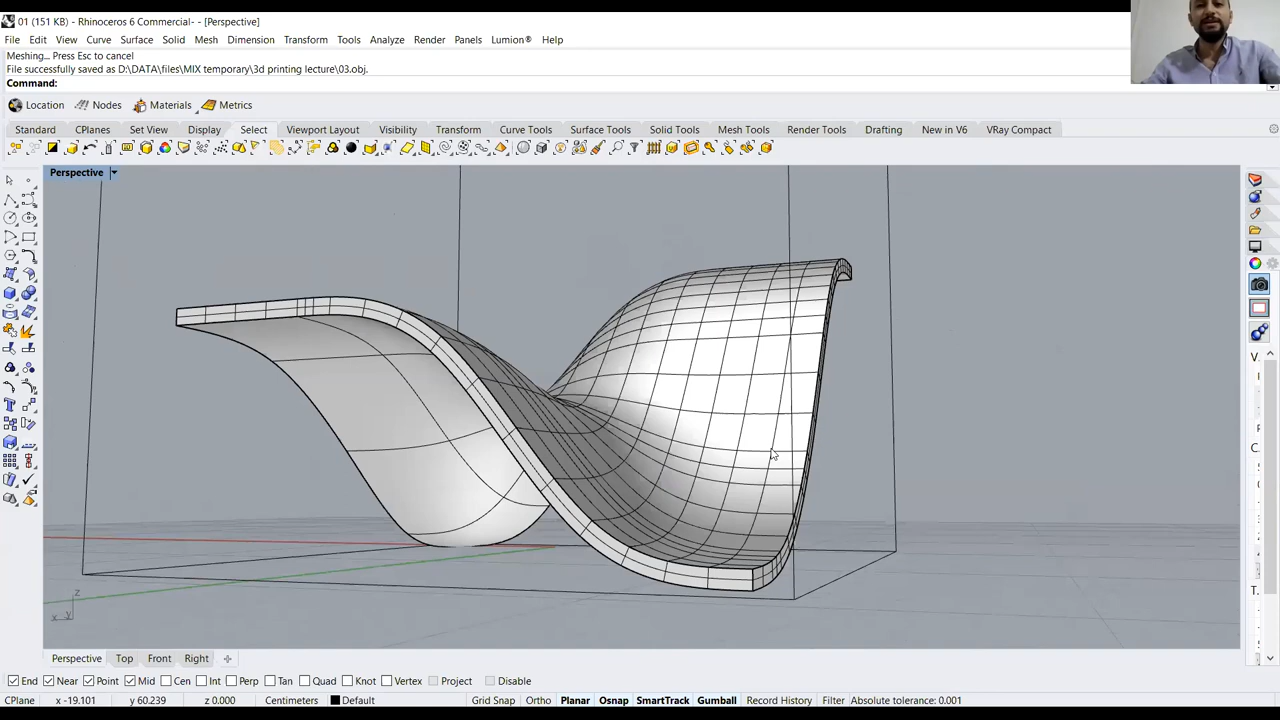 01 (151 KB) - Rhinoceros 6 Commercial- - [Perspective]
File Edit View Curve Surface Solid Mesh Dimension Transform Tools Analyze Render Panels Lumion® Help
Meshing... Press Esc to cancel
File successfully saved as D:\DATA\files\MIX temporary\3d printing lecture\03.obj.
Command:
Location Nodes Materials Metrics
Standard CPlanes Set View Display Select Viewport Layout Visibility Transform Curve Tools Surface Tools Solid Tools Mesh Tools Render Tools Drafting New in V6 VRay Compact
Perspective
z
x y
Perspective Top Front Right
End Near Point Mid Cen Int Perp Tan Quad Knot Vertex Project Disable
CPlane x -19.101 y 60.239 z 0.000 Centimeters Default Grid Snap Ortho Planar Osnap SmartTrack Gumball Record History Filter Absolute tolerance: 0.001